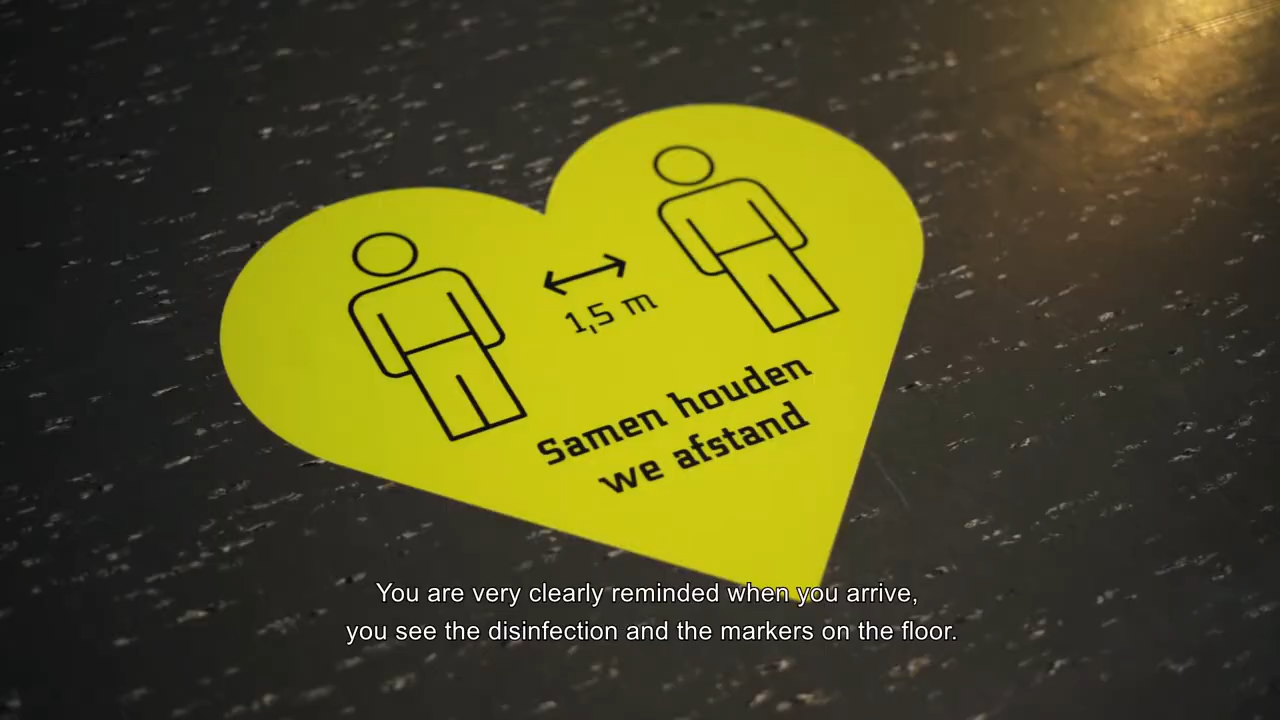 1,5 m
Samen houden
we afstand
You are very clearly reminded when you arrive,
you see the disinfection and the markers on the floor.